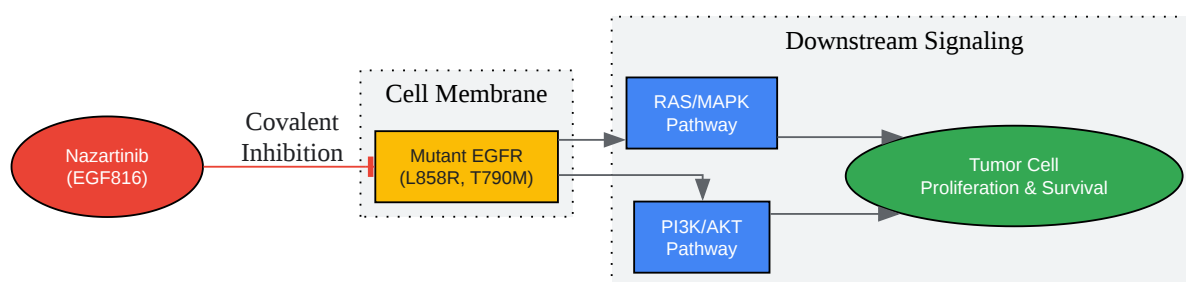 Nazartinib
(EGF816)
Covalent
Inhibition
Cell Membrane
Mutant EGFR
(L858R, T790M)
Downstream Signaling
RAS/MAPK
Pathway
PI3K/AKT
Pathway
Tumor Cell
Proliferation & Survival